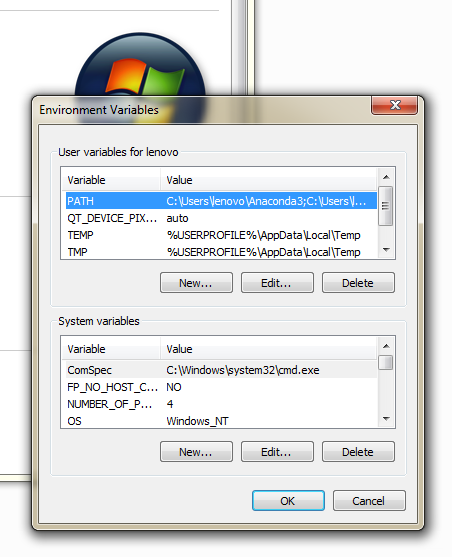 Environment Variables
User variables for lenovo
Variable Value
PATH C:\Users\lenovo\Anaconda3;C:\Users\l...
QT_DEVICE_PIX... auto
TEMP %USERPROFILE%\AppData\Local\Temp
TMP %USERPROFILE%\AppData\Local\Temp
New... Edit... Delete
System variables
Variable Value
ComSpec C:\Windows\system32\cmd.exe
FP_NO_HOST_C... NO
NUMBER_OF_P... 4
OS Windows_NT
New... Edit... Delete
OK Cancel